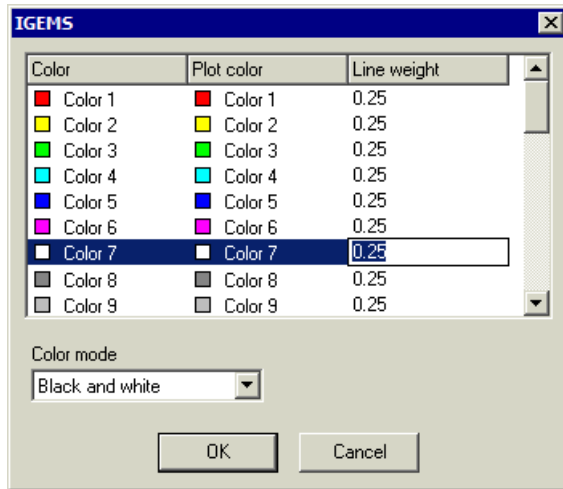 IGEMS
Color Plot color Line weight
Color 1 Color 1 0.25
Color 2 Color 2 0.25
Color 3 Color 3 0.25
Color 4 Color 4 0.25
Color 5 Color 5 0.25
Color 6 Color 6 0.25
Color 7 Color 7 0.25
Color 8 Color 8 0.25
Color 9 Color 9 0.25
Color mode
Black and white
OK Cancel